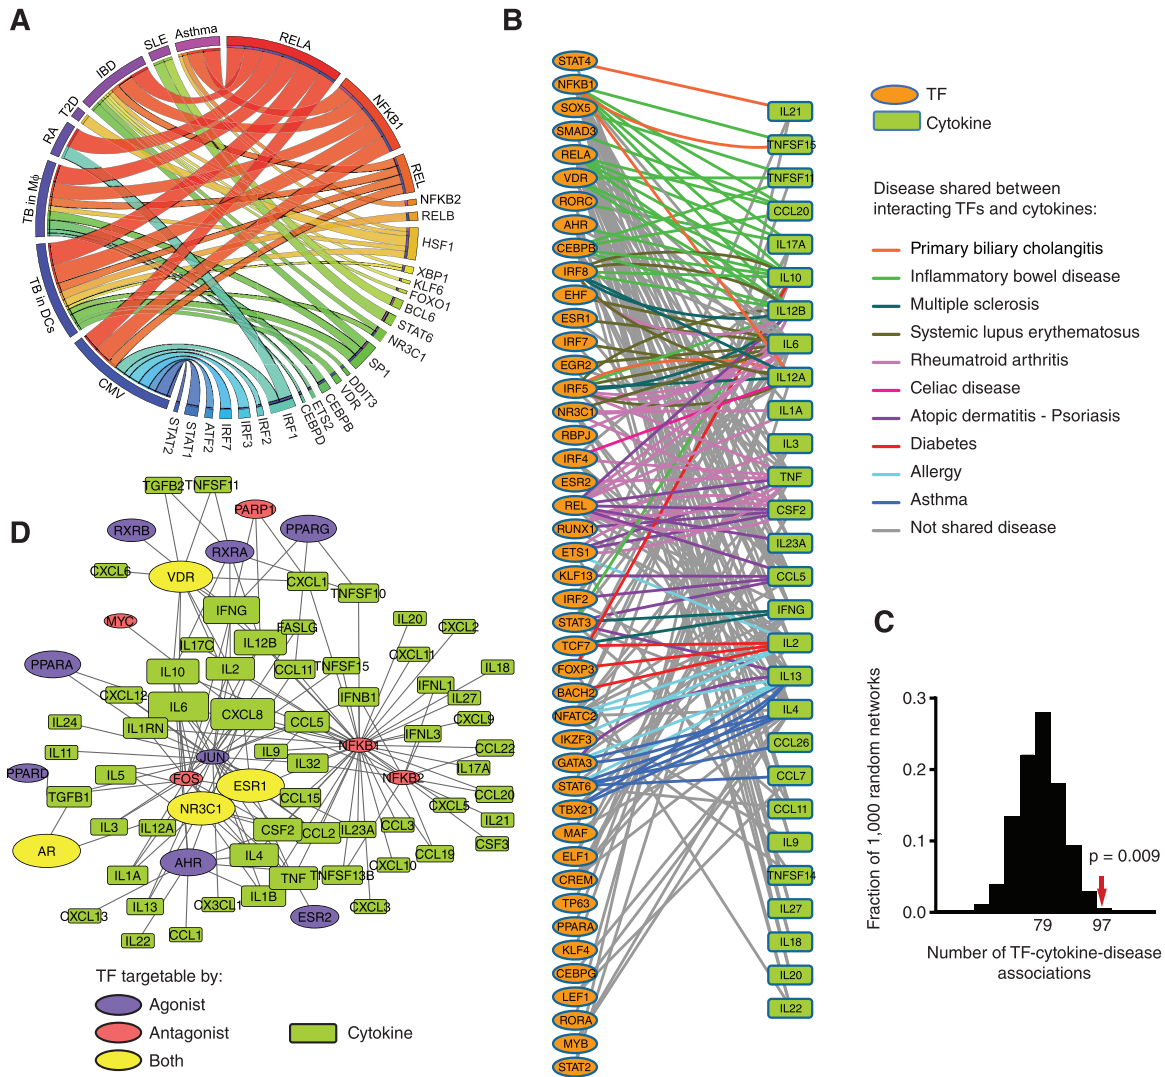 A
SLE
Asthma
RELA
IBD
T2D
RA
TB in Mϕ
TB in DCs
CMV
NFKB1
REL
NFKB2
RELB
HSF1
XBP1
KLF6
FOXO1
BCL6
STAT6
NR3C1
SP1
DDIT3
VDR
CEBPB
ETS2
CEBPD
IRF1
IRF2
IRF3
IRF7
ATF2
STAT1
STAT2
B
STAT4
NFKB1
SOX5
SMAD3
RELA
VDR
RORC
AHR
CEBPB
IRF8
EHF
ESR1
IRF7
EGR2
IRF5
NR3C1
RBPJ
IRF4
ESR2
REL
RUNX1
ETS1
KLF13
IRF2
STAT3
TCF7
FOXP3
BACH2
NFATC2
IKZF3
GATA3
STAT6
TBX21
MAF
ELF1
CREM
TP63
PPARA
KLF4
CEBPG
LEF1
RORA
MYB
STAT2
IL21
TNFSF15
TNFSF11
CCL20
IL17A
IL10
IL12B
IL6
IL12A
IL1A
IL3
TNF
CSF2
IL23A
CCL5
IFNG
IL2
IL13
IL4
CCL26
CCL7
CCL11
IL9
TNFSF14
IL27
IL18
IL20
IL22
TF
Cytokine
Disease shared between
interacting TFs and cytokines:
Primary biliary cholangitis
Inflammatory bowel disease
Multiple sclerosis
Systemic lupus erythematosus
Rheumatroid arthritis
Celiac disease
Atopic dermatitis - Psoriasis
Diabetes
Allergy
Asthma
Not shared disease
C
Fraction of 1,000 random networks
0.3
0.2
0.1
0.0
p = 0.009
79
97
Number of TF-cytokine-disease
associations
D
TGFB2
TNFSF11
PARP1
PPARG
RXRB
RXRA
CXCL6
VDR
CXCL1
TNFSF10
IFNG
MYC
FASLG
IL20
CXCL2
IL17C
IL12B
CXCL11
PPARA
IL10
IL2
CCL11
TNFSF15
IL18
CXCL12
IFNB1
IFNL1
IL27
IL6
CXCL8
CCL5
IL24
IL1RN
IFNL3
CXCL9
IL11
JUN
IL9
NFKB1
CCL22
IL32
IL17A
PPARD
IL5
FOS
NFKB2
TGFB1
ESR1
CCL15
CCL20
NR3C1
CXCL5
IL21
IL3
IL12A
CSF2
CCL2
IL23A
CCL3
CSF3
AR
AHR
IL4
CCL19
CXCL10
IL1A
TNF
TNFSF13B
IL1B
CXCL13
IL13
CX3CL1
ESR2
CXCL3
IL22
CCL1
TF targetable by:
Agonist
Antagonist
Both
Cytokine